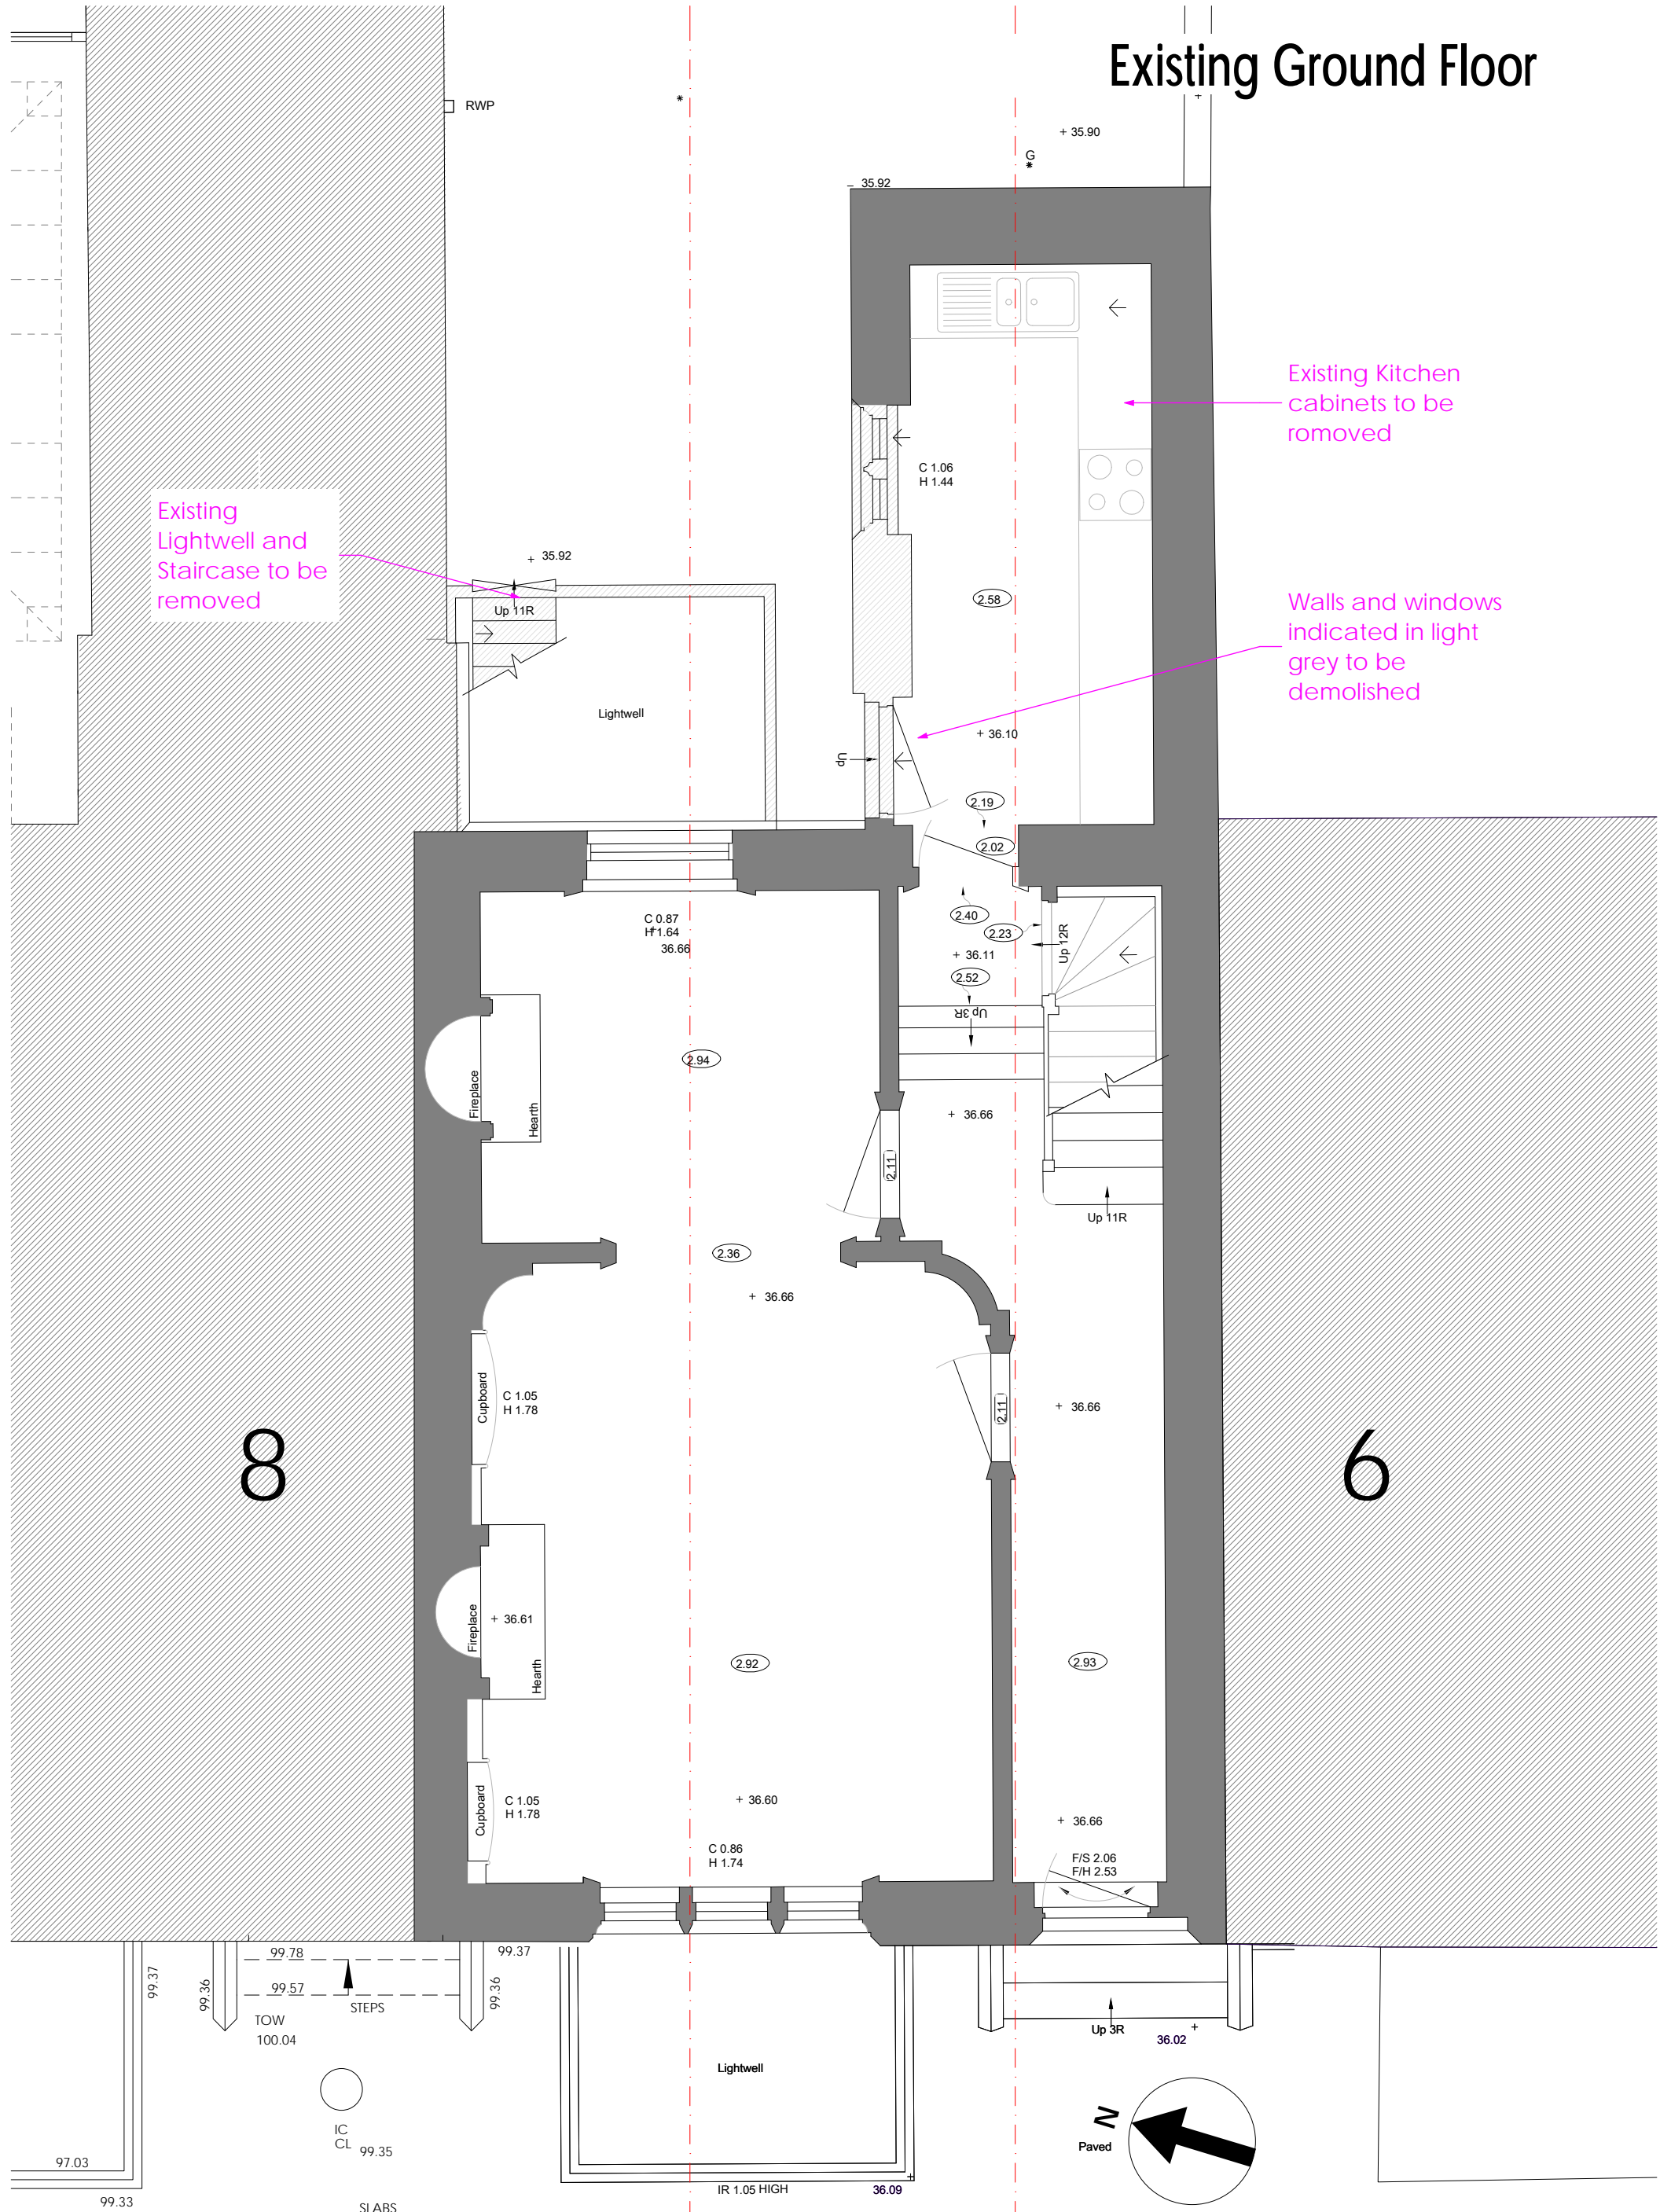 Existing Ground Floor
RWP
+ 35.90
G
35.92
Existing Kitchen
cabinets to be
romoved
C 1.06
H 1.44
Existing
Lightwell and
Staircase to be
removed
+ 35.92
Up 11R
2.58
Walls and windows
indicated in light
grey to be
demolished
Lightwell
+ 36.10
Up
2.19
2.02
C 0.87
H 1.64
36.66
2.40
2.23
Up 12R
+ 36.11
2.52
Up 3R
2.94
Fireplace
Hearth
+ 36.66
2.11
Up 11R
2.36
+ 36.66
Cupboard
C 1.05
H 1.78
2.11
+ 36.66
8
6
Fireplace
+ 36.61
Hearth
2.92
2.93
Cupboard
C 1.05
H 1.78
+ 36.60
+ 36.66
C 0.86
H 1.74
F/S 2.06
F/H 2.53
99.37
99.36
99.78
99.57
STEPS
99.37
99.36
TOW
100.04
Up 3R
36.02
Lightwell
IC
CL
99.35
N
Paved
97.03
99.33
SLABS
IR 1.05 HIGH
36.09